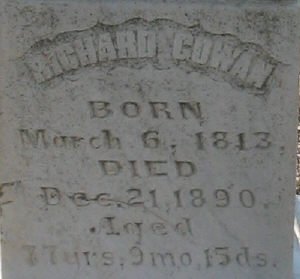 RICHARD COWAN
BORN
March 6, 1813.
DIED
Dec. 21, 1890.
Aged
77yrs. 9mo. 15ds.